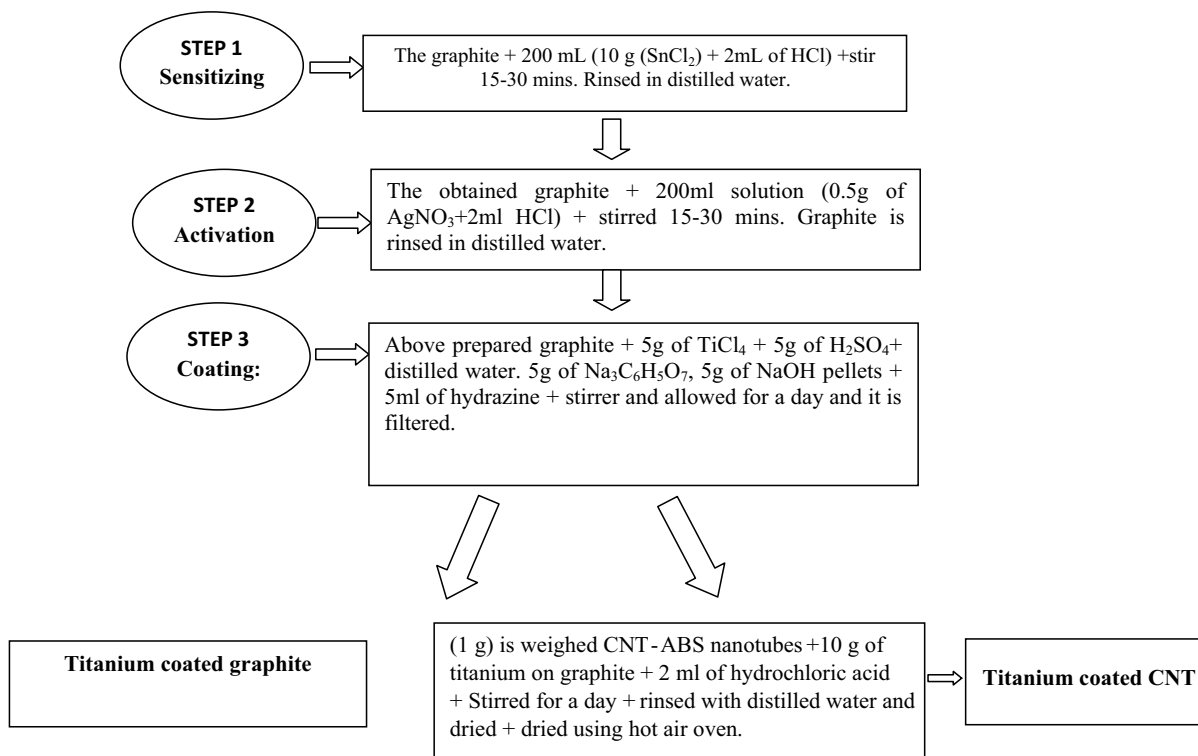 STEP 1
Sensitizing
The graphite + 200 mL (10 g (SnCl₂) + 2mL of HCl) +stir
15-30 mins. Rinsed in distilled water.
STEP 2
Activation
The obtained graphite + 200ml solution (0.5g of
AgNO₃+2ml HCl) + stirred 15-30 mins. Graphite is
rinsed in distilled water.
STEP 3
Coating:
Above prepared graphite + 5g of TiCl₄ + 5g of H₂SO₄+
distilled water. 5g of Na₃C₆H₅O₇, 5g of NaOH pellets +
5ml of hydrazine + stirrer and allowed for a day and it is
filtered.
Titanium coated graphite
(1 g) is weighed CNT-ABS nanotubes +10 g of
titanium on graphite + 2 ml of hydrochloric acid
+ Stirred for a day + rinsed with distilled water and
dried + dried using hot air oven.
Titanium coated CNT